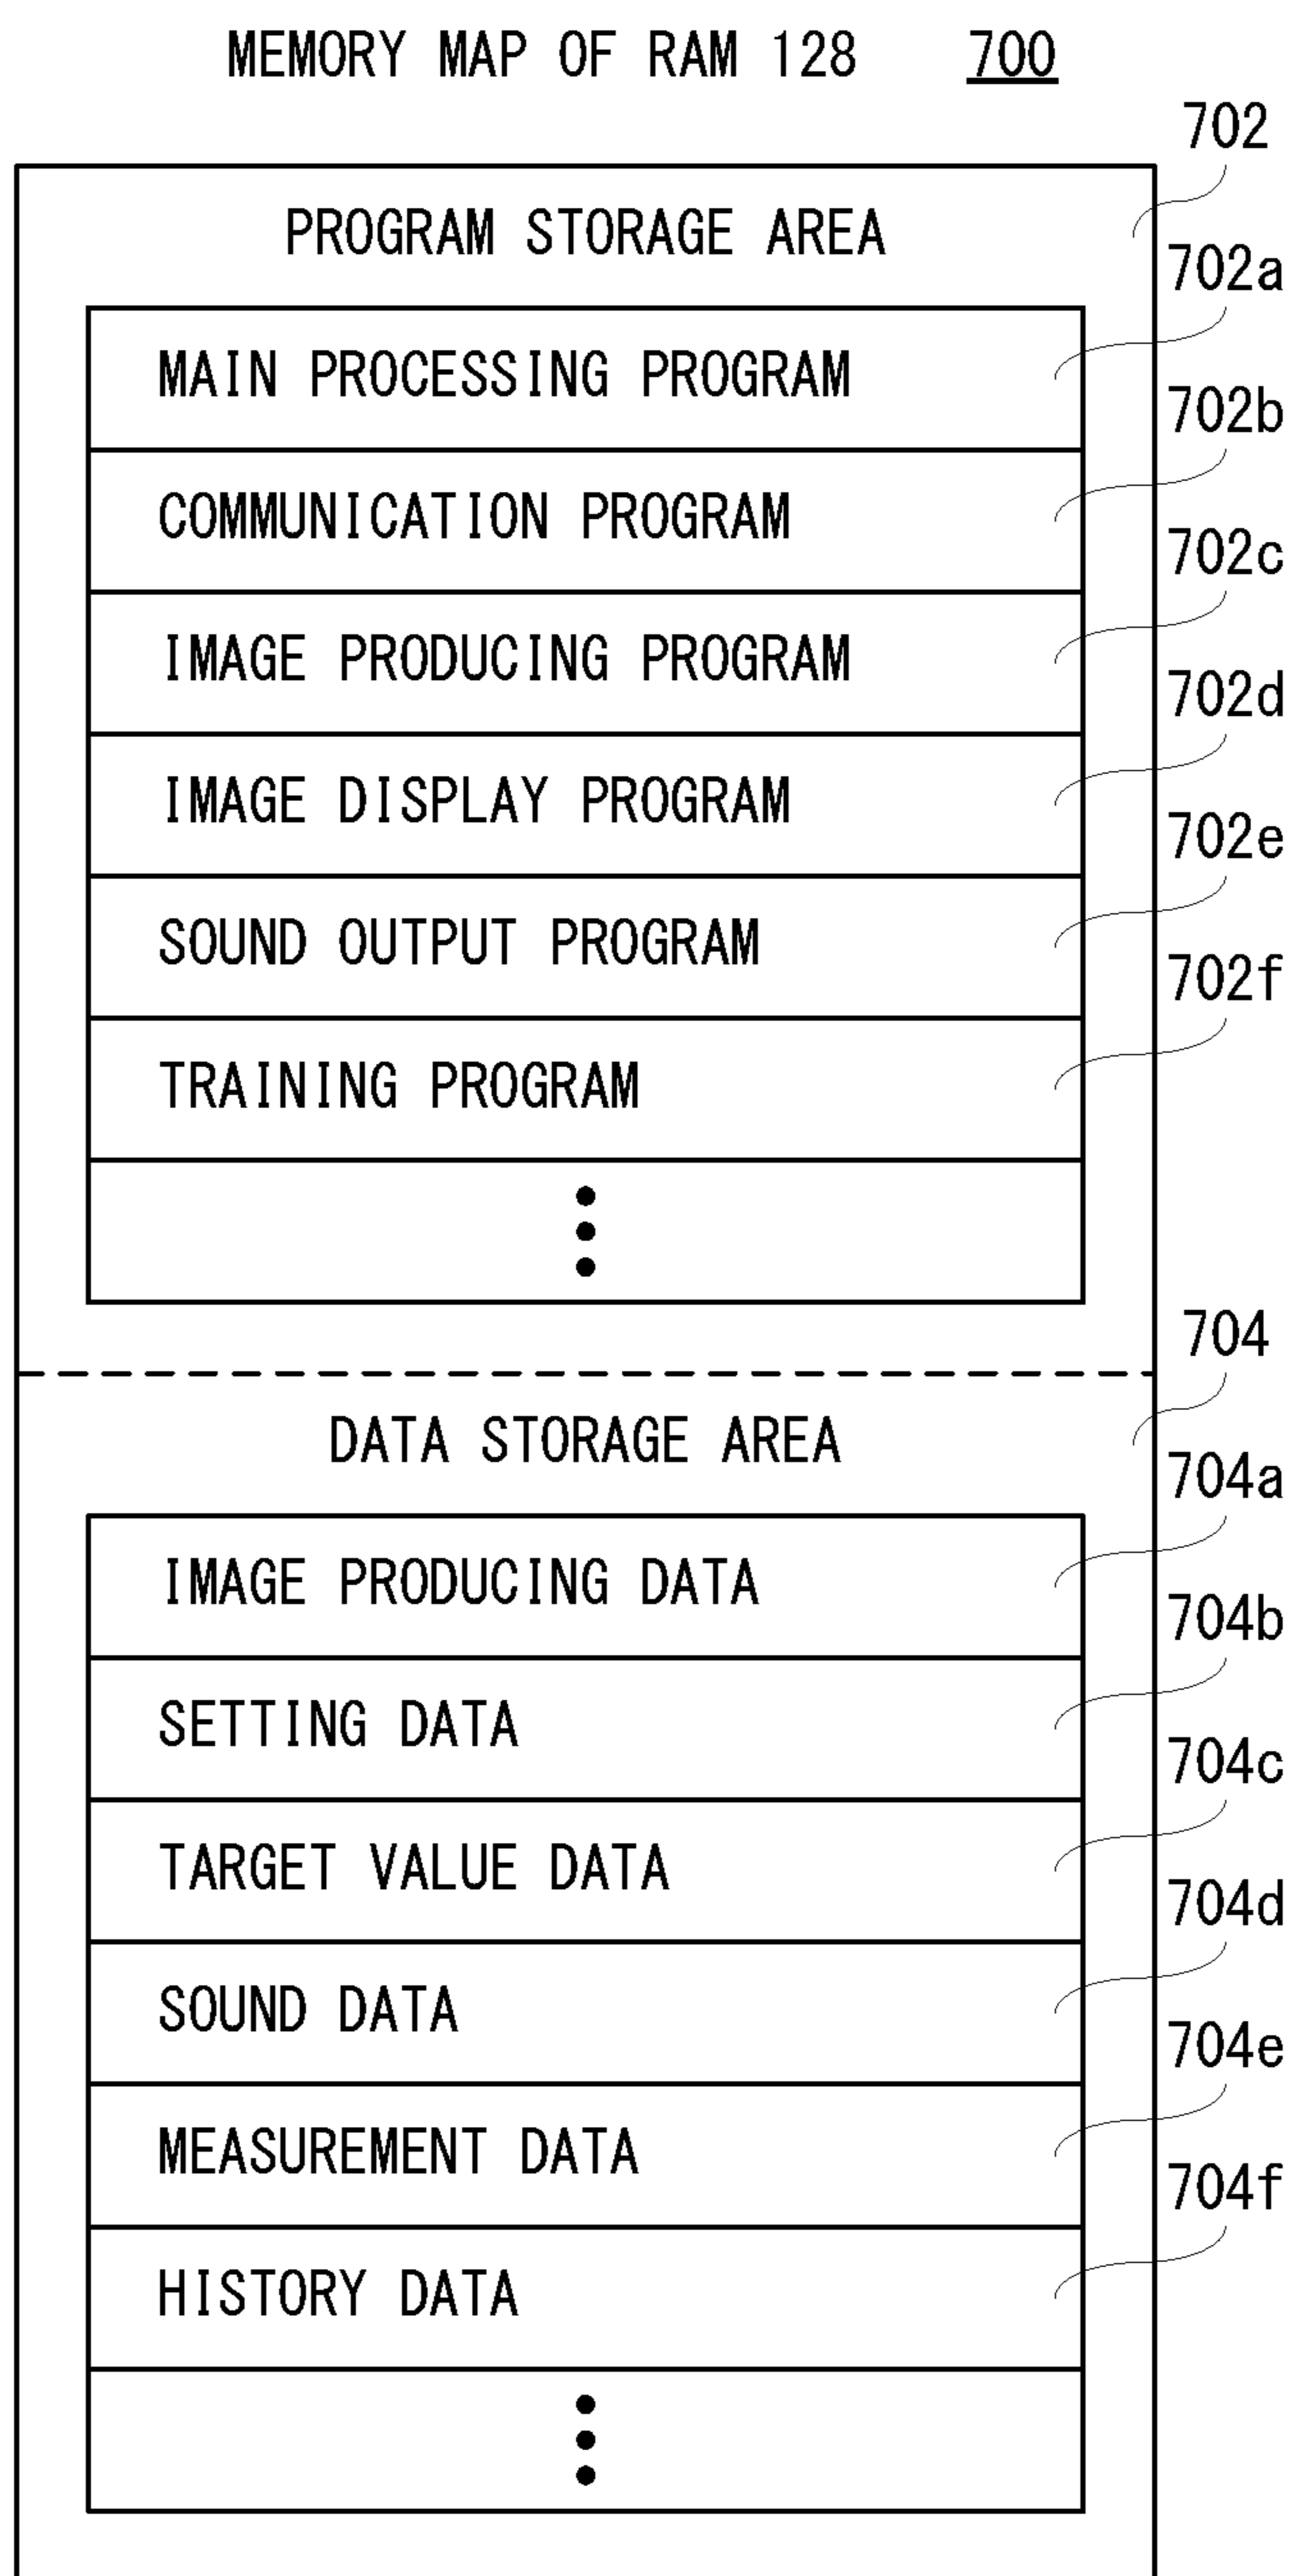 MEMORY MAP OF RAM 128 700
702
PROGRAM STORAGE AREA
702a
MAIN PROCESSING PROGRAM
702b
COMMUNICATION PROGRAM
702c
IMAGE PRODUCING PROGRAM
702d
IMAGE DISPLAY PROGRAM
702e
SOUND OUTPUT PROGRAM
702f
TRAINING PROGRAM
704
DATA STORAGE AREA
704a
IMAGE PRODUCING DATA
704b
SETTING DATA
704c
TARGET VALUE DATA
704d
SOUND DATA
704e
MEASUREMENT DATA
704f
HISTORY DATA